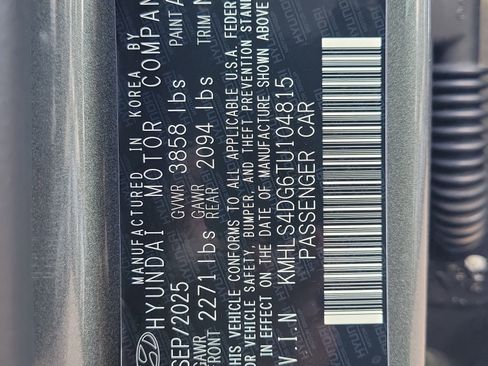 MANUFACTURED IN KOREA BY
HYUNDAI MOTOR COMPAN
SEP/2025 GVWR 3858 lbs PAINT
GAWR FRONT 2271 lbs GAWR REAR 2094 lbs TRIM
THIS VEHICLE CONFORMS TO ALL APPLICABLE U.S.A. FEDER
SAFETY, BUMPER AND THEFT PREVENTION STAN
IN EFFECT ON THE DATE OF MANUFACTURE SHOWN ABOVE
V.I.N KMHLS4DG6TU104815
PASSENGER CAR